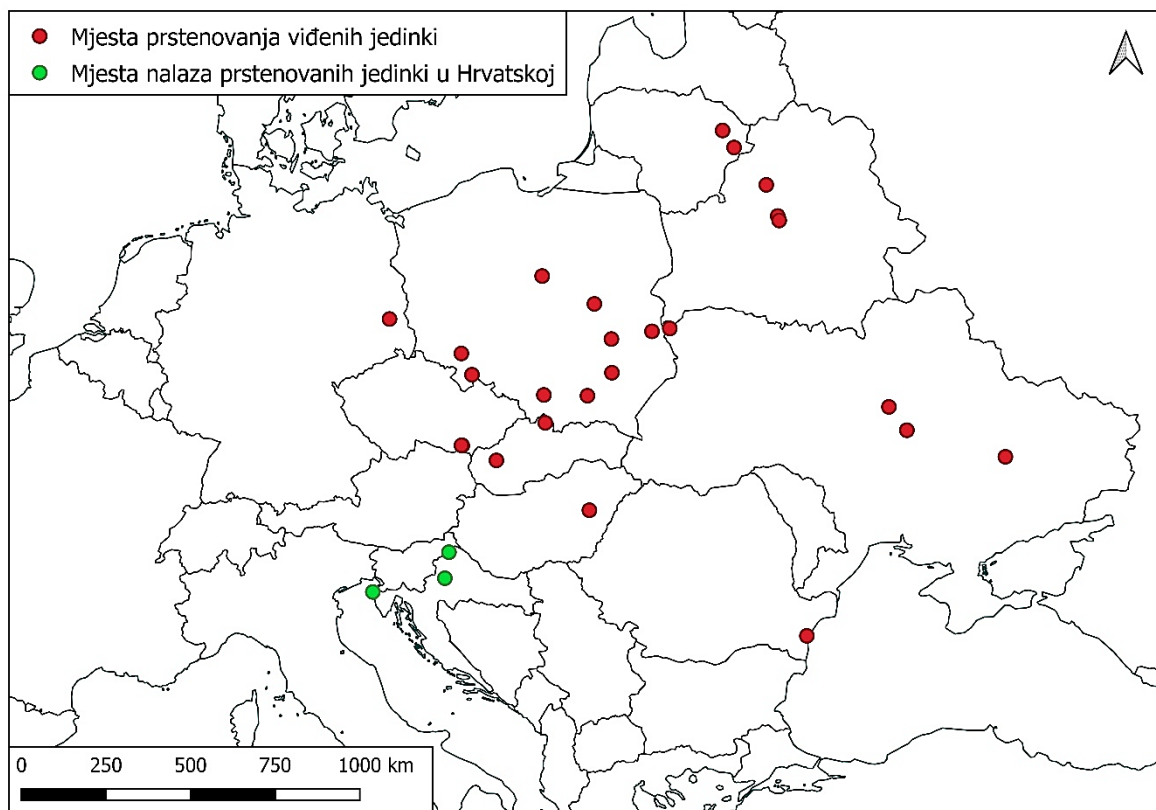 Mjesta prstenovanja viđenih jedinki
Mjesta nalaza prstenovanih jedinki u Hrvatskoj
0 250 500 750 1000 km